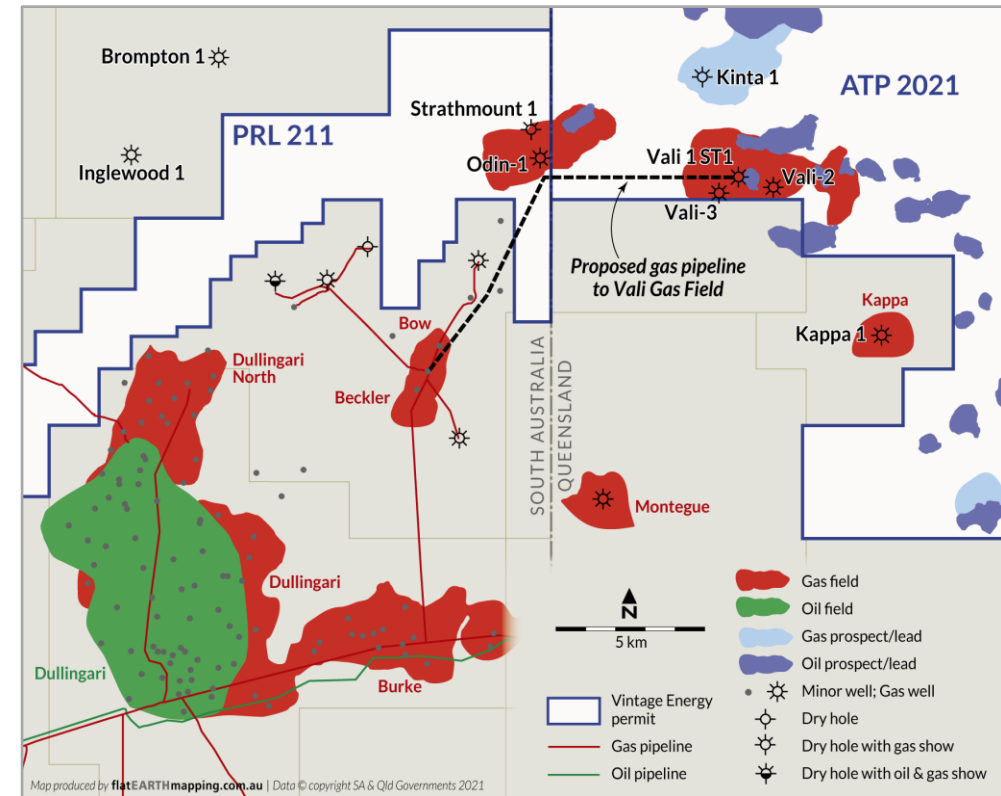 Brompton 1
Kinta 1
ATP 2021
Strathmount 1
PRL 211
Inglewood 1
Odin-1
Vali 1 ST1
Vali-2
Vali-3
Proposed gas pipeline
to Vali Gas Field
Kappa
Kappa 1
Bow
Dullingari
North
Beckler
SOUTH AUSTRALIA
QUEENSLAND
Montegue
Dullingari
Dullingari
Burke
N
5 km
Gas field
Oil field
Gas prospect/lead
Oil prospect/lead
Minor well; Gas well
Dry hole
Dry hole with gas show
Dry hole with oil & gas show
Vintage Energy
permit
Gas pipeline
Oil pipeline
Map produced by flatEARTHmapping.com.au | Data © copyright SA & Qld Governments 2021